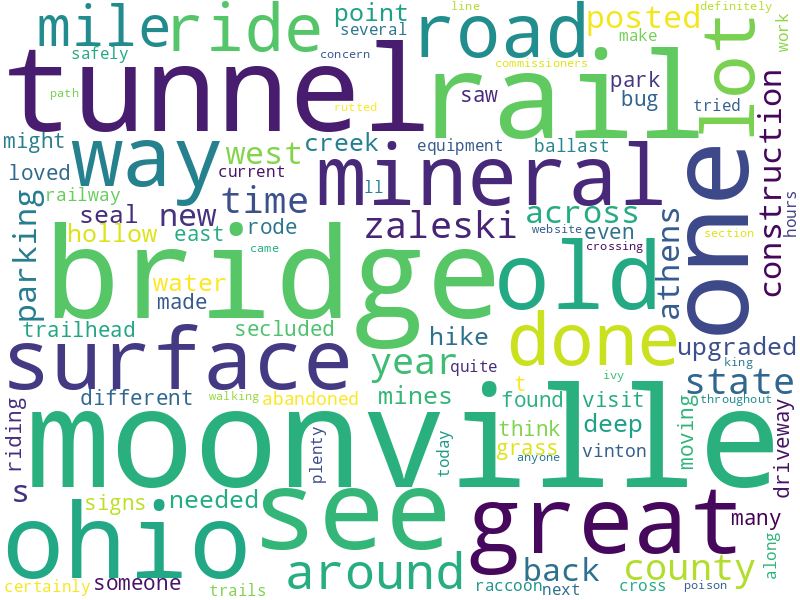 line
definitely
mile
ride
point
several
road
posted
make
lot
work
safely
concern
commissioners
tunnel
rail
path
rutted
saw
park
bug
tried
construction
might
way
west
creek
equipment
ballast
one
loved
current
mineral
ll
railway
time
parking
seal
new
zaleski
across
athens
hours
hollow
east
rode
website
even
crossing
section
came
bridge
old
water
made
trailhead
secluded
hike
done
upgraded
surface
year
quite
king
state
different
abandoned
walking
mines
t
ivy
found
visit
throughout
moonville
riding
plenty
today
think
deep
moving
driveway
grass
anyone
vinton
s
signs
needed
see
great
many
ohio
around
back
county
along
certainly
someone
trails
raccoon
next
cross
poison